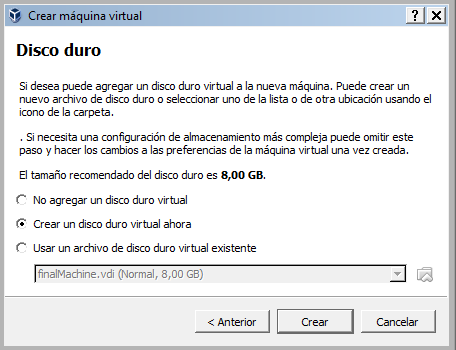 Crear máquina virtual
Disco duro
Si desea puede agregar un disco duro virtual a la nueva máquina. Puede crear un
nuevo archivo de disco duro o seleccionar uno de la lista o de otra ubicación usando el
icono de la carpeta.
. Si necesita una configuración de almacenamiento más compleja puede omitir este
paso y hacer los cambios a las preferencias de la máquina virtual una vez creada.
El tamaño recomendado del disco duro es 8,00 GB.
No agregar un disco duro virtual
Crear un disco duro virtual ahora
Usar un archivo de disco duro virtual existente
finalMachine.vdi (Normal, 8,00 GB)
< Anterior Crear Cancelar